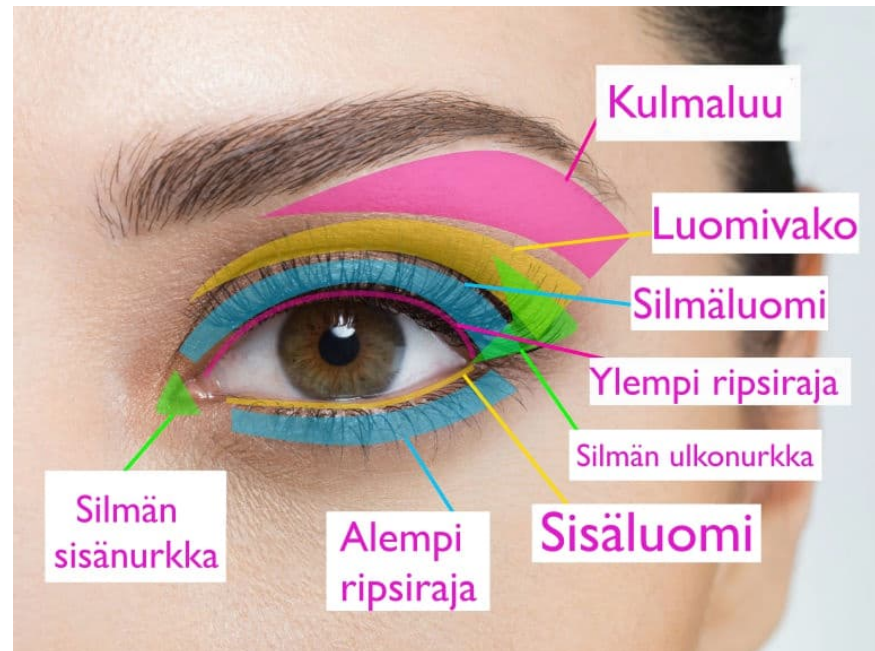 Kulmaluu
Luomivako
Silmäluomi
Ylempi ripsiraja
Silmän ulkonurkka
Sisäluomi
Alempi
ripsiraja
Silmän
sisänurkka